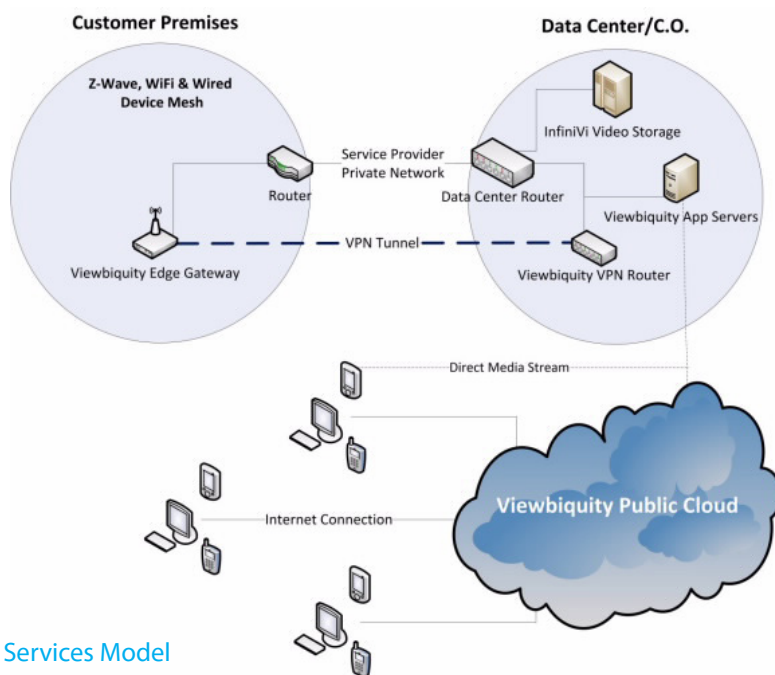 Customer Premises
Data Center/C.O.
Z-Wave, WiFi & Wired
Device Mesh
InfiniVi Video Storage
Service Provider
Private Network
Router
Data Center Router
Viewbiquity App Servers
VPN Tunnel
Viewbiquity Edge Gateway
Viewbiquity VPN Router
Direct Media Stream
Viewbiquity Public Cloud
Internet Connection
Services Model